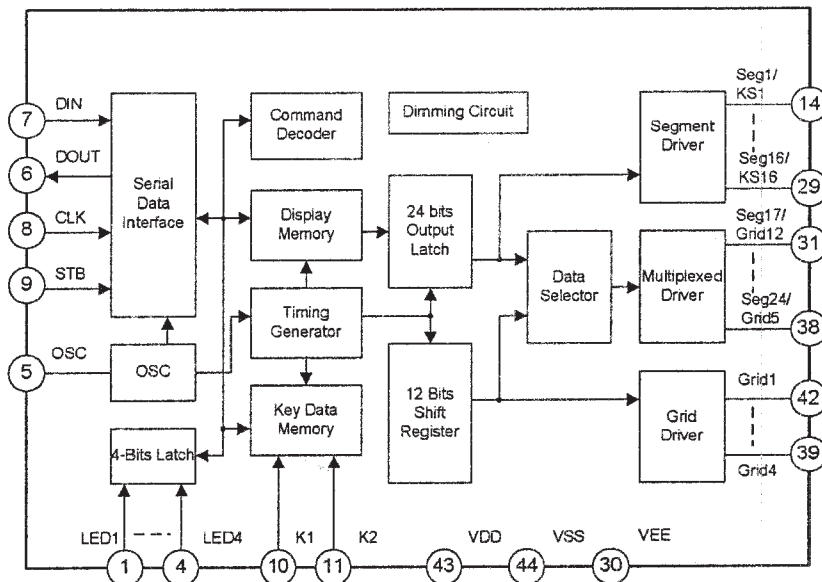 Seg1/
KS1
14
DIN
7
Command
Decoder
Dimming Circuit
Segment
Driver
DOUT
6
Serial
Data
Interface
Seg16/
KS16
29
CLK
8
Display
Memory
24 bits
Output
Latch
Seg17/
Grid12
31
STB
9
Data
Selector
Multiplexed
Driver
Timing
Generator
Seg24/
Grid5
38
OSC
5
OSC
Key Data
Memory
12 Bits
Shift
Register
Grid
Driver
Grid1
42
4-Bits Latch
Grid4
39
LED1
LED4
K1
K2
VDD
VSS
VEE
1
4
10
11
43
44
30